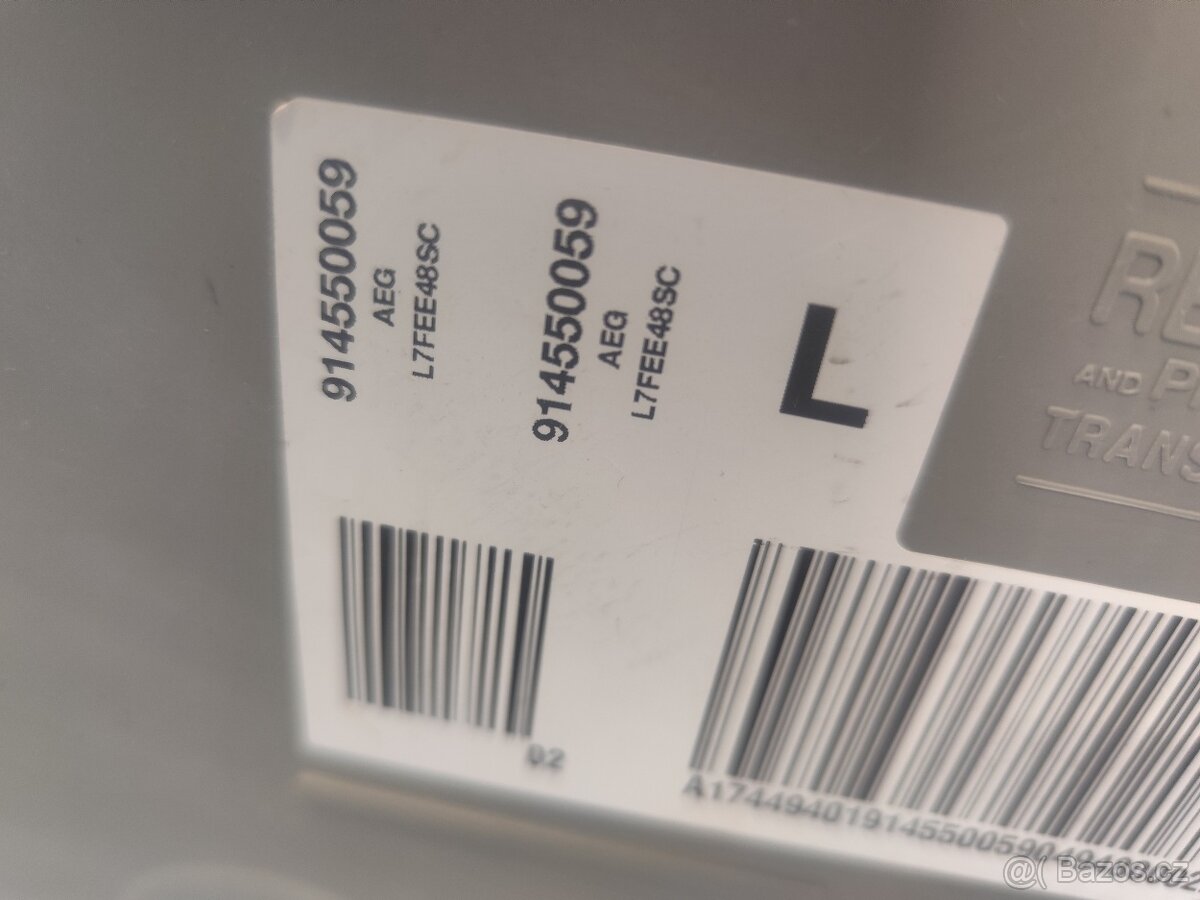 914550059
AEG
L7FEE48SC
914550059
AEG
L7FEE48SC
L
02
AND
TRANS
@( Bazos.cz